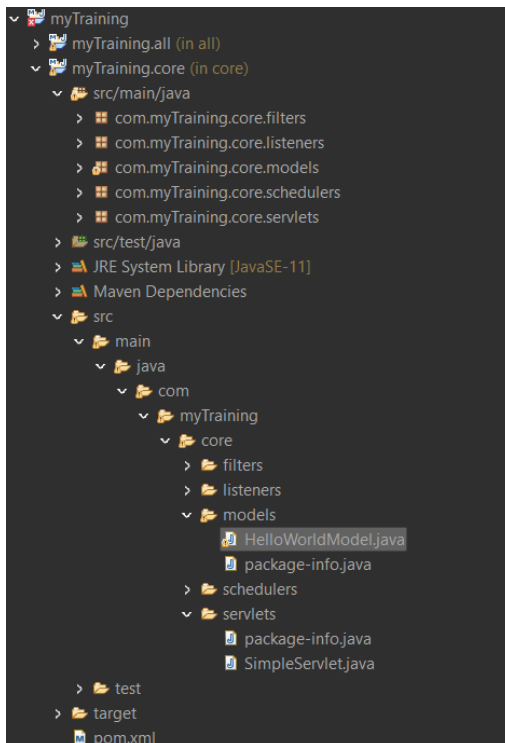 myTraining
myTraining.all (in all)
myTraining.core (in core)
src/main/java
com.myTraining.core.filters
com.myTraining.core.listeners
com.myTraining.core.models
com.myTraining.core.schedulers
com.myTraining.core.servlets
src/test/java
JRE System Library [JavaSE-11]
Maven Dependencies
src
main
java
com
myTraining
core
filters
listeners
models
HelloWorldModel.java
package-info.java
schedulers
servlets
package-info.java
SimpleServlet.java
test
target
pom.xml